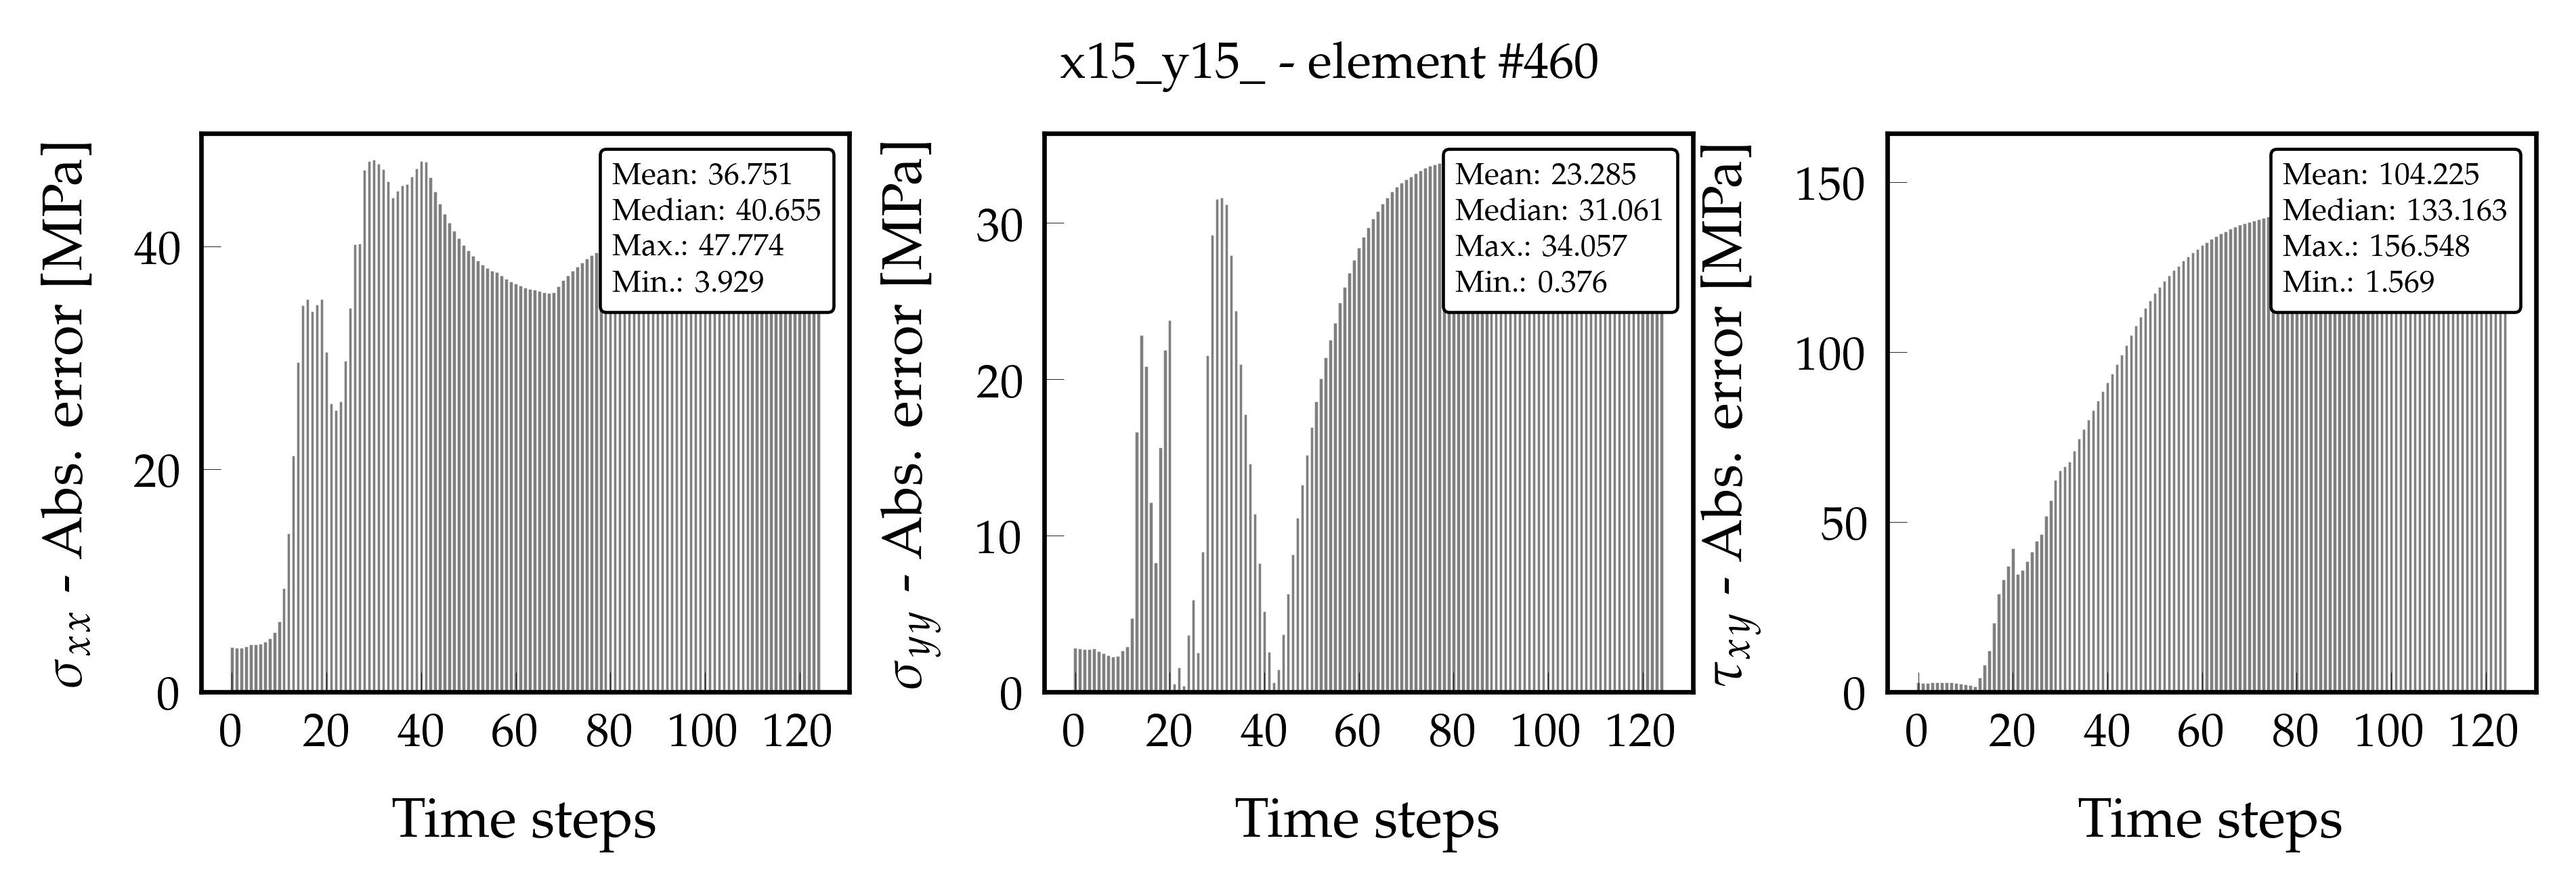 x15_y15_ - element #460
σxx - Abs. error [MPa]
40
20
0
Mean: 36.751
Median: 40.655
Max.: 47.774
Min.: 3.929
0 20 40 60 80 100 120
Time steps
σyy - Abs. error [MPa]
30
20
10
0
Mean: 23.285
Median: 31.061
Max.: 34.057
Min.: 0.376
0 20 40 60 80 100 120
Time steps
τxy - Abs. error [MPa]
150
100
50
0
Mean: 104.225
Median: 133.163
Max.: 156.548
Min.: 1.569
0 20 40 60 80 100 120
Time steps